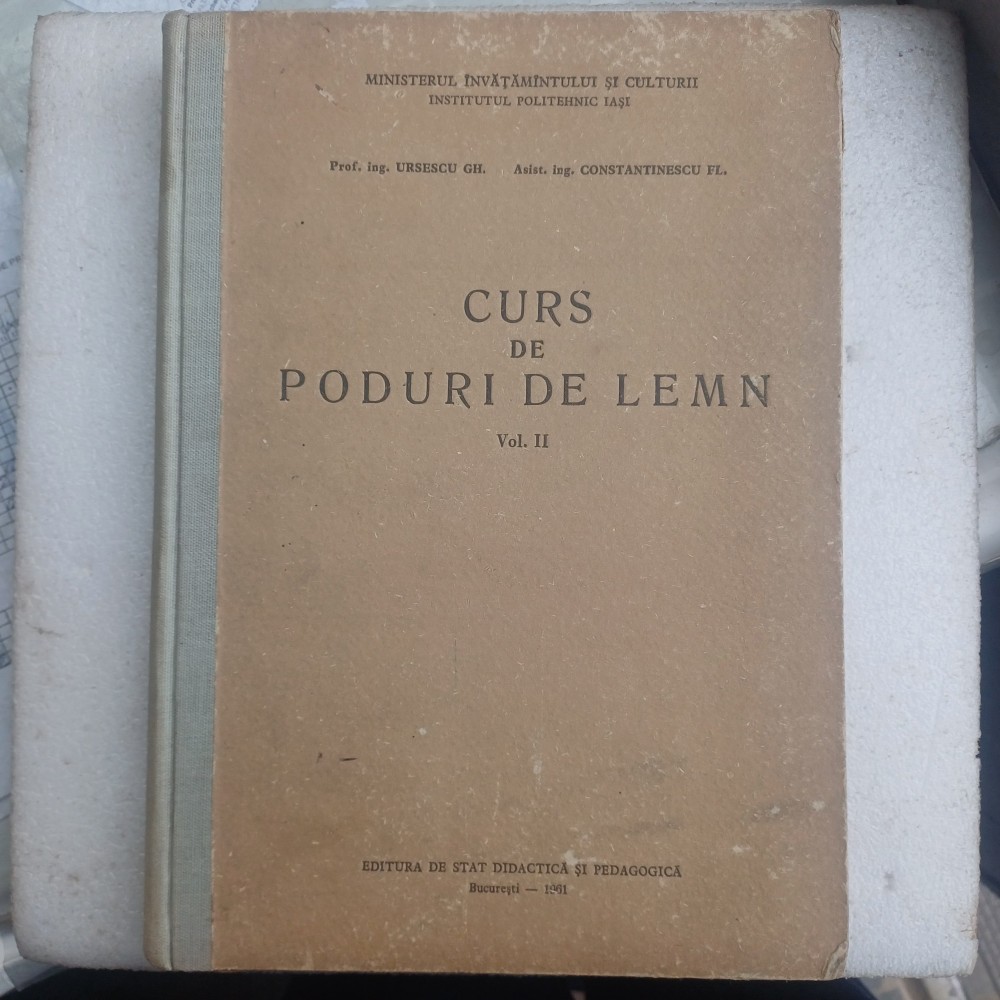 MINISTERUL ÎNVĂȚĂMÎNTULUI ȘI CULTURII
INSTITUTUL POLITEHNIC IAȘI
Prof. ing. URSESCU GH. Asist. ing. CONSTANTINESCU FL.
CURS
DE
PODURI DE LEMN
Vol. II
EDITURA DE STAT DIDACTICĂ ȘI PEDAGOGICĂ
București — 1961